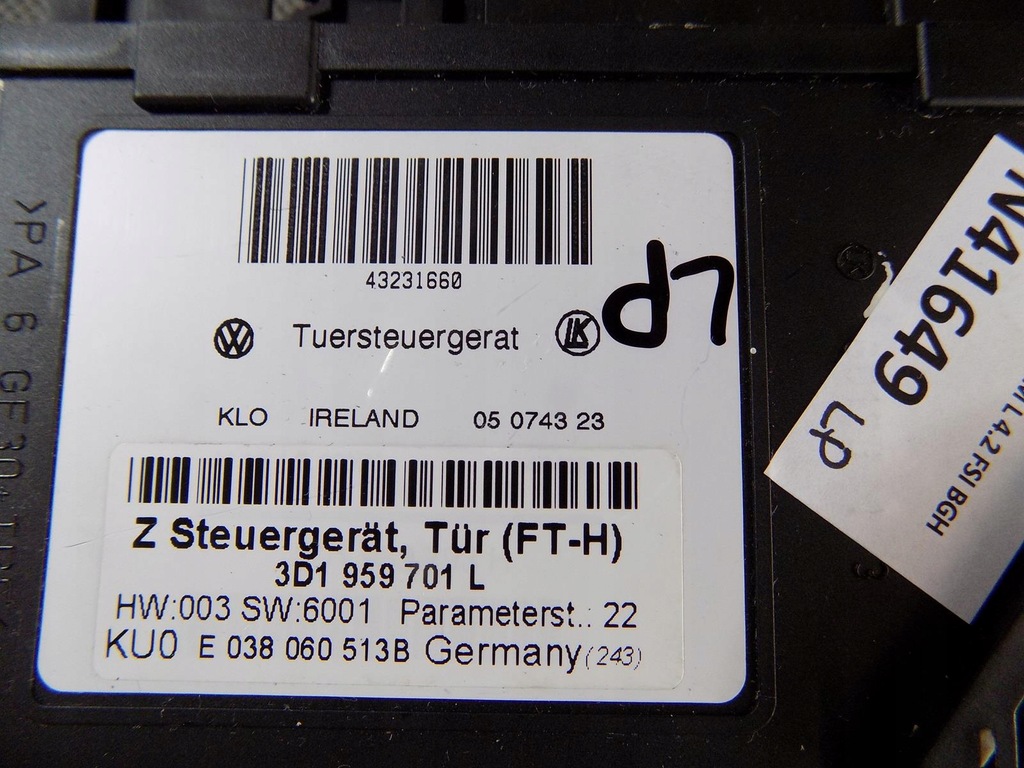 43231660
Tuersteuergerat
LP
KLO IRELAND 05 0743 23
Z Steuergerät, Tür (FT-H)
3D1 959 701 L
HW:003 SW:6001 Parameterst.: 22
KU0 E 038 060 513B Germany (243)
>PA 6
N41649
LP
L 4.2 FSI BGH